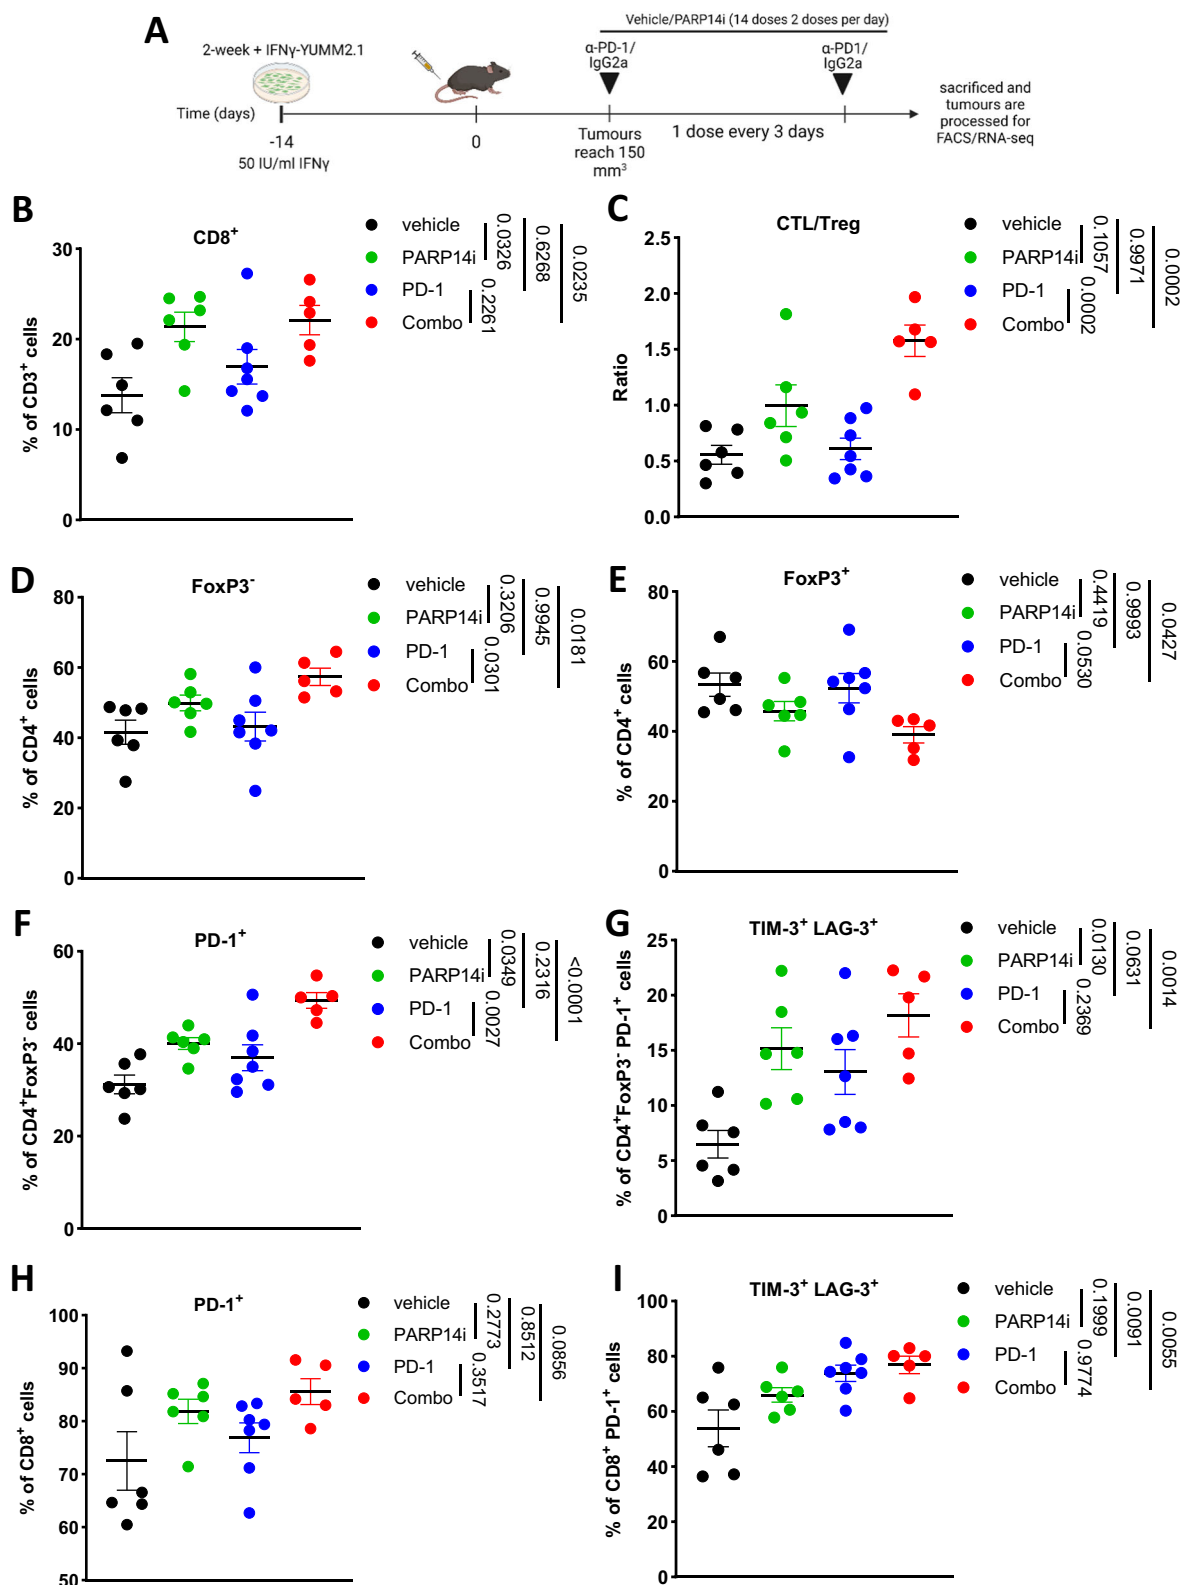 A
Vehicle/PARP14i (14 doses 2 doses per day)
2-week + IFNγ-YUMM2.1
α-PD-1/
IgG2a
α-PD1/
IgG2a
Time (days)
-14
0
50 IU/ml IFNγ
Tumours
reach 150
mm³
1 dose every 3 days
sacrificed and
tumours are
processed for
FACS/RNA-seq
B
CD8⁺
% of CD3⁺ cells
30
20
10
0
vehicle
PARP14i
PD-1
Combo
0.0326
0.2261
0.6268
0.0235
C
CTL/Treg
Ratio
2.5
2.0
1.5
1.0
0.5
0.0
vehicle
PARP14i
PD-1
Combo
0.1057
0.0002
0.9971
0.0002
D
FoxP3⁻
% of CD4⁺ cells
80
60
40
20
0
vehicle
PARP14i
PD-1
Combo
0.3206
0.0301
0.9945
0.0181
E
FoxP3⁺
% of CD4⁺ cells
80
60
40
20
0
vehicle
PARP14i
PD-1
Combo
0.4419
0.0530
0.9993
0.0427
F
PD-1⁺
% of CD4⁺FoxP3⁻ cells
60
40
20
0
vehicle
PARP14i
PD-1
Combo
0.0349
0.0027
0.2316
<0.0001
G
TIM-3⁺ LAG-3⁺
% of CD4⁺FoxP3⁻ PD-1⁺ cells
25
20
15
10
5
0
vehicle
PARP14i
PD-1
Combo
0.0130
0.2369
0.0631
0.0014
H
PD-1⁺
% of CD8⁺ cells
100
90
80
70
60
50
vehicle
PARP14i
PD-1
Combo
0.2773
0.3517
0.8512
0.0856
I
TIM-3⁺ LAG-3⁺
% of CD8⁺ PD-1⁺ cells
100
80
60
40
20
0
vehicle
PARP14i
PD-1
Combo
0.1999
0.9774
0.0091
0.0055